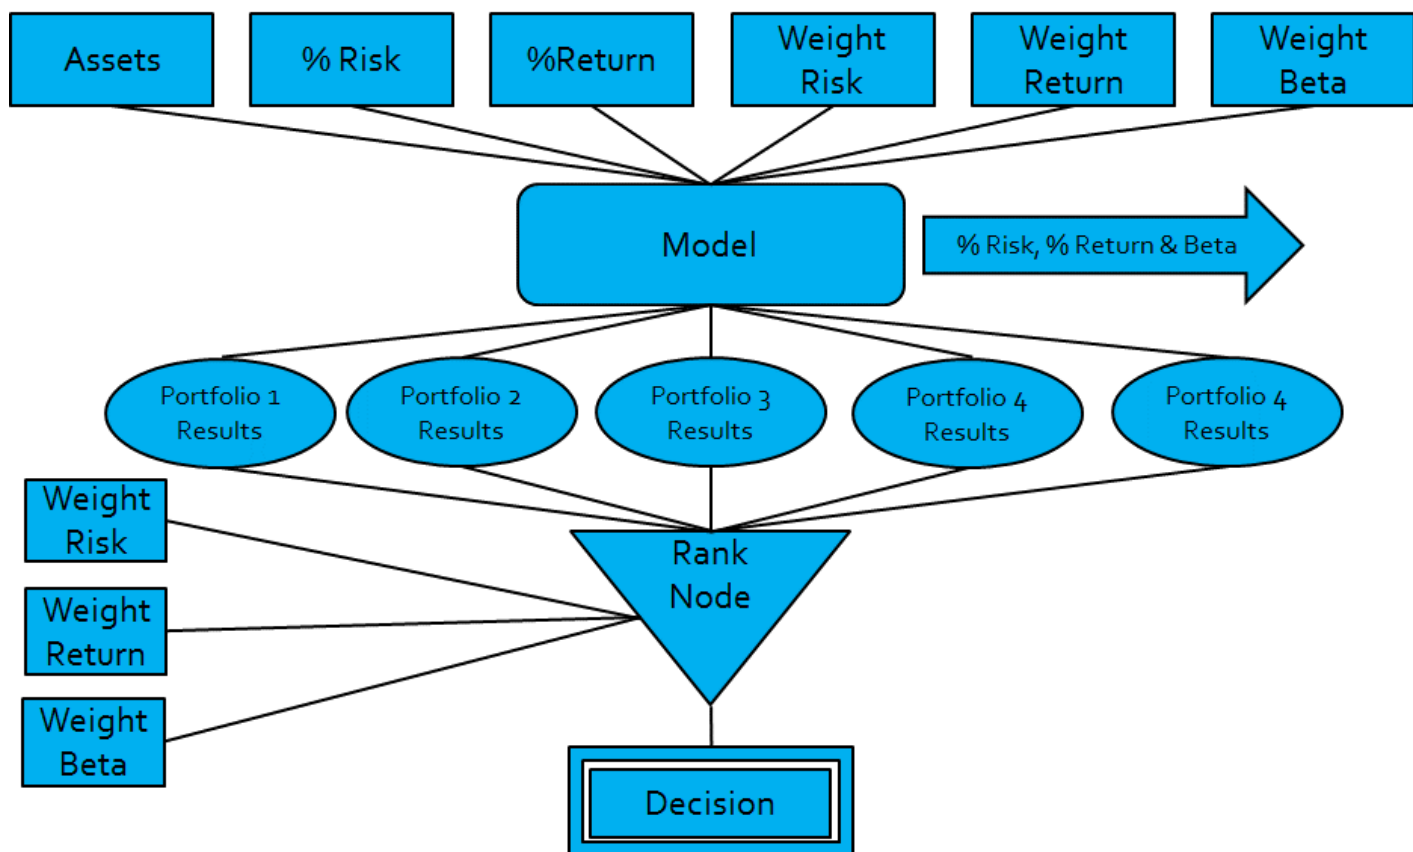 Assets
% Risk
%Return
Weight
Risk
Weight
Return
Weight
Beta
Model
% Risk, % Return & Beta
Portfolio 1
Results
Portfolio 2
Results
Portfolio 3
Results
Portfolio 4
Results
Portfolio 4
Results
Weight
Risk
Weight
Return
Weight
Beta
Rank
Node
Decision